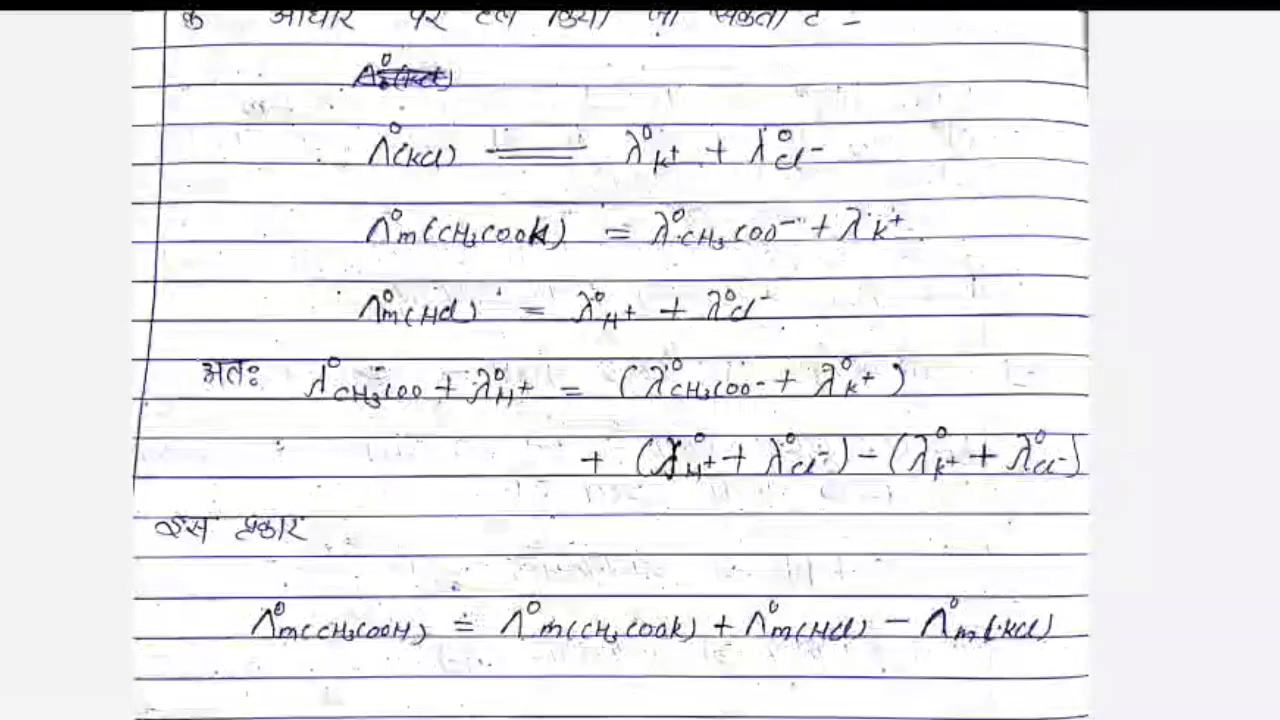 के आधार पर हल किया जा सकता है -
Λ°(KCl) = λ°K⁺ + λ°Cl⁻
Λ°m(CH₃COOK) = λ°CH₃COO⁻ + λK⁺
Λ°m(HCl) = λ°H⁺ + λ°Cl⁻
अतः λ°CH₃COO⁻ + λ°H⁺ = (λ°CH₃COO⁻ + λ°K⁺)
+ (λ°H⁺ + λ°Cl⁻) - (λ°K⁺ + λ°Cl⁻)
इस प्रकार
Λ°m(CH₃COOH) = Λ°m(CH₃COOK) + Λ°m(HCl) - Λ°m(KCl)